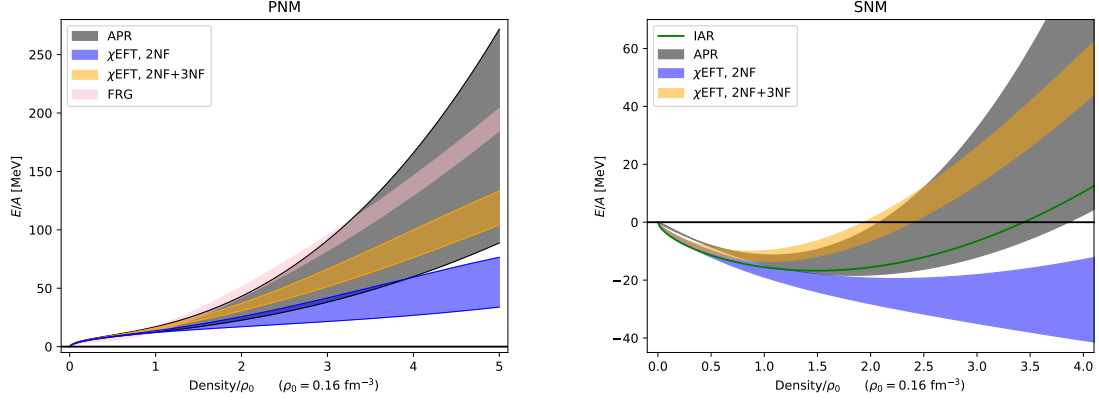 PNM
APR
χEFT, 2NF
χEFT, 2NF+3NF
FRG
250
200
150
100
50
0
E/A [MeV]
0 1 2 3 4 5
Density/ρ₀ (ρ₀ = 0.16 fm⁻³)
SNM
IAR
APR
χEFT, 2NF
χEFT, 2NF+3NF
60
40
20
0
−20
−40
E/A [MeV]
0.0 0.5 1.0 1.5 2.0 2.5 3.0 3.5 4.0
Density/ρ₀ (ρ₀ = 0.16 fm⁻³)